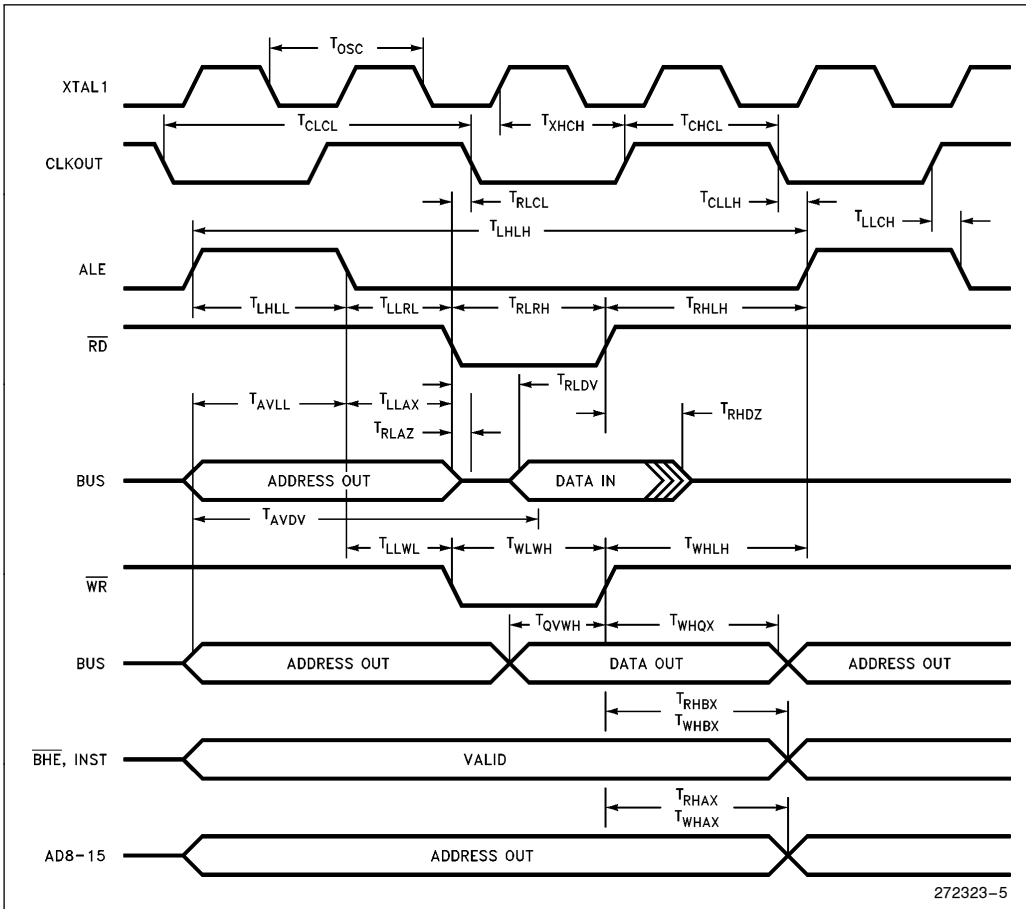 T_OSC
XTAL1
T_CLCL T_XHCH T_CHCL
CLKOUT
T_RLCL T_CLLH
T_LLCH
T_LHLH
ALE
T_LHLL T_LLRL T_RLRH T_RHLH
RD
T_RLDV
T_AVLL T_LLAX T_RHDZ
T_RLAZ
BUS ADDRESS OUT DATA IN
T_AVDV
T_LLWL T_WLWH T_WHLH
WR
T_QVWH T_WHQX
BUS ADDRESS OUT DATA OUT ADDRESS OUT
T_RHBX
T_WHBX
BHE, INST VALID
T_RHAX
T_WHAX
AD8-15 ADDRESS OUT
272323-5